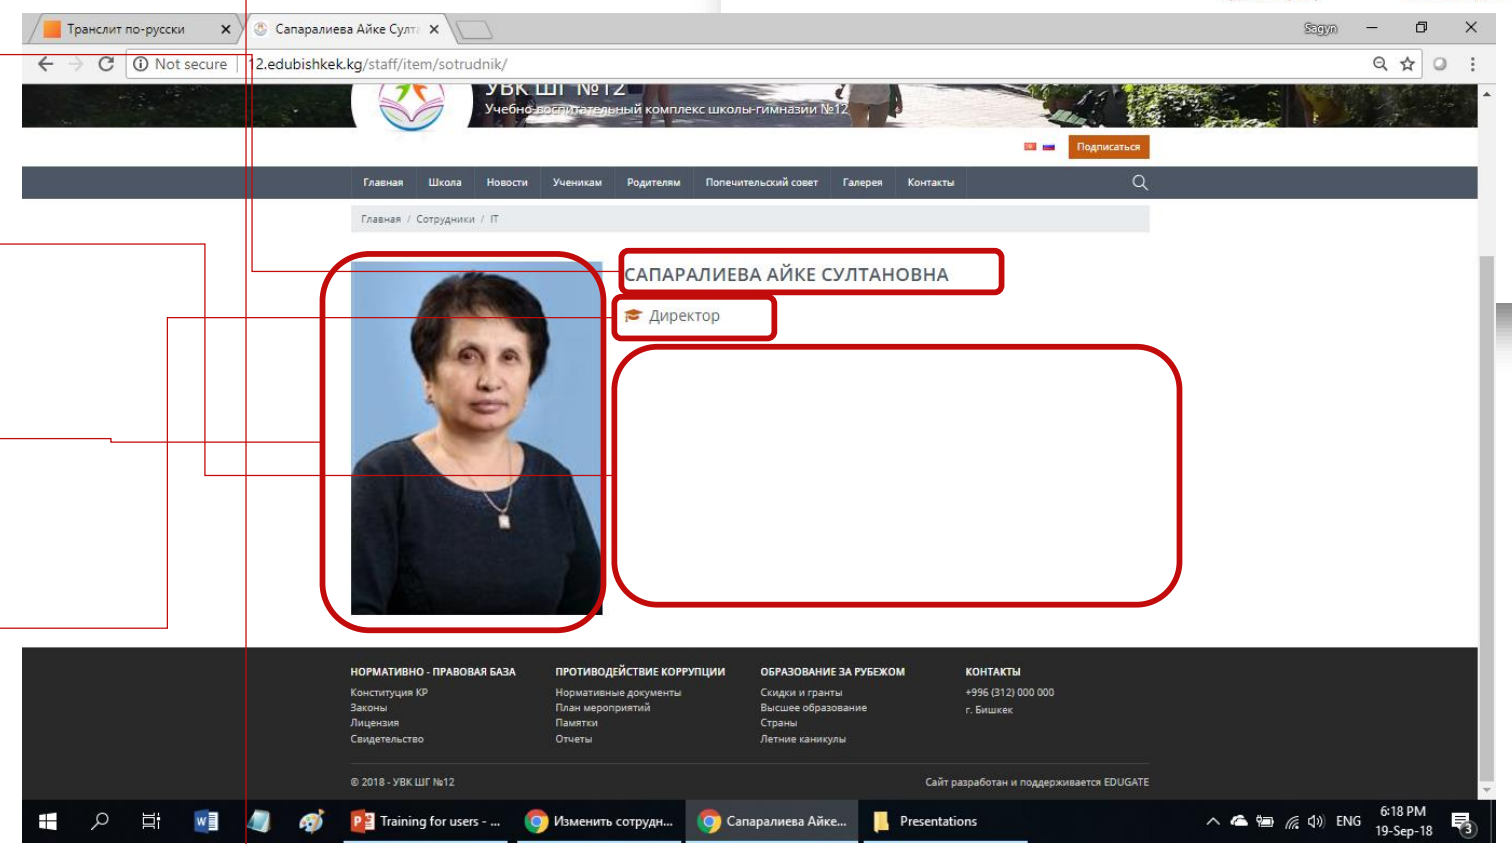 Транслит по-русски
Сапаралиева Айке Султа
Sagyn
Not secure
12.edubishkek.kg/staff/item/sotrudnik/
УВК ШГ №12
Учебно-воспитательный комплекс школы-гимназии №12
Подписаться
Главная Школа Новости Ученикам Родителям Попечительский совет Галерея Контакты
Главная / Сотрудники / IT
САПАРАЛИЕВА АЙКЕ СУЛТАНОВНА
Директор
НОРМАТИВНО - ПРАВОВАЯ БАЗА
Конституция КР
Законы
Лицензия
Свидетельство
ПРОТИВОДЕЙСТВИЕ КОРРУПЦИИ
Нормативные документы
План мероприятий
Памятки
Отчеты
ОБРАЗОВАНИЕ ЗА РУБЕЖОМ
Скидки и гранты
Высшее образование
Страны
Летние каникулы
КОНТАКТЫ
+996 (312) 000 000
г. Бишкек
© 2018 - УВК ШГ №12
Сайт разработан и поддерживается EDUGATE
Training for users - ...
Изменить сотрудн...
Сапаралиева Айке...
Presentations
ENG
6:18 PM
19-Sep-18
3